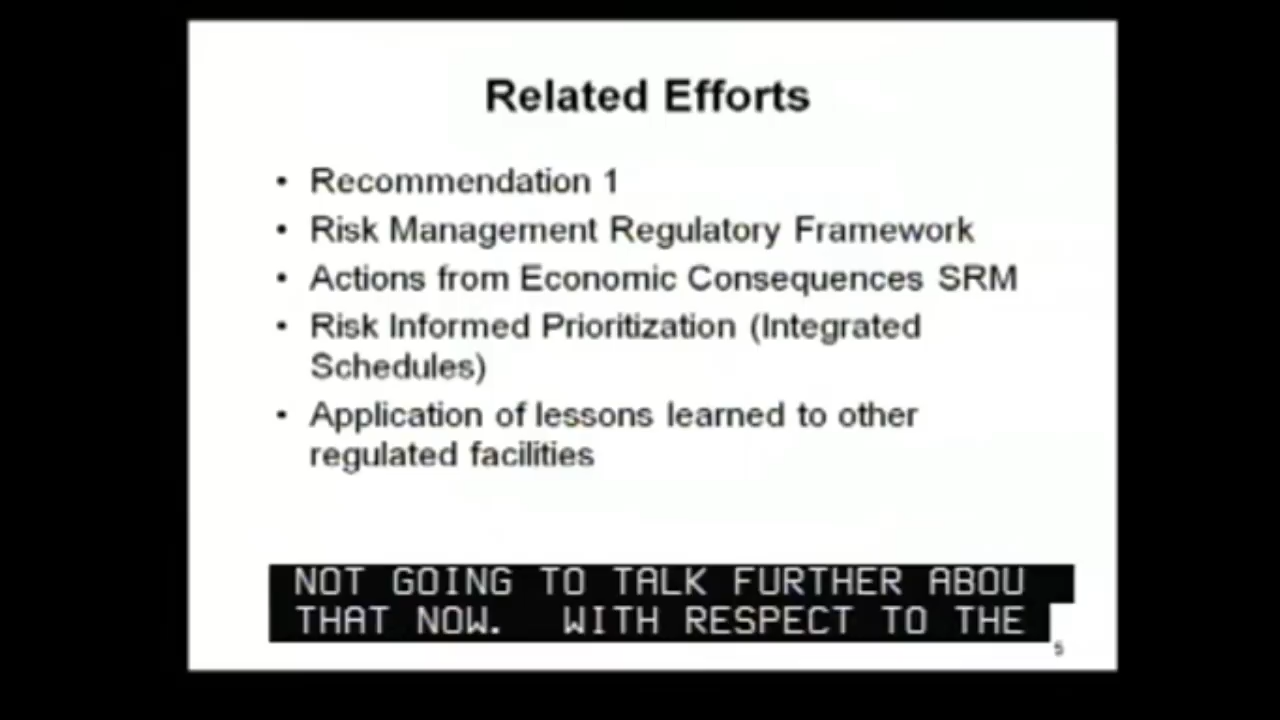 Related Efforts
• Recommendation 1
• Risk Management Regulatory Framework
• Actions from Economic Consequences SRM
• Risk Informed Prioritization (Integrated
Schedules)
• Application of lessons learned to other
regulated facilities
NOT GOING TO TALK FURTHER ABOU
THAT NOW. WITH RESPECT TO THE
5